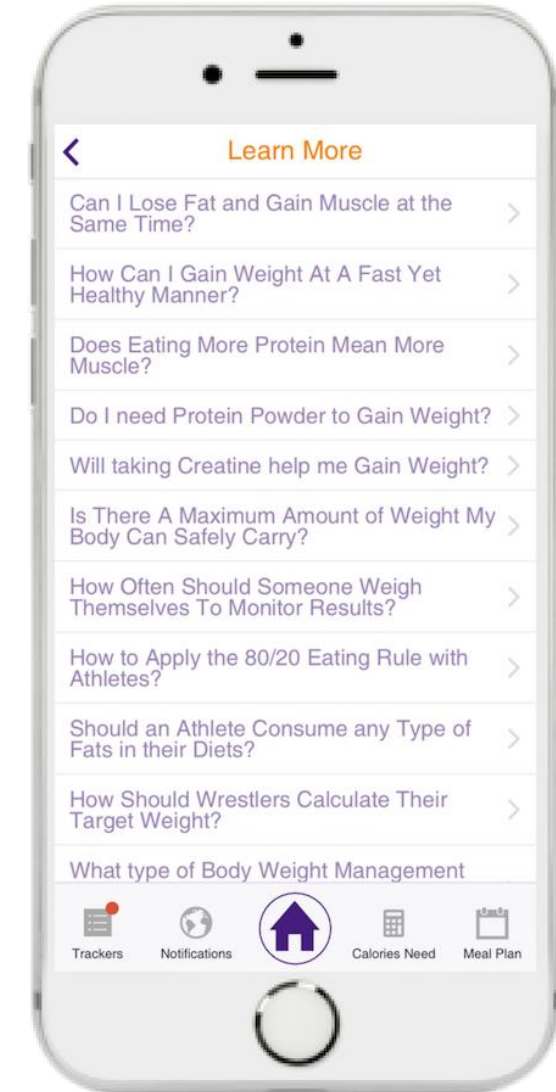 Learn More
Can I Lose Fat and Gain Muscle at the
Same Time?
How Can I Gain Weight At A Fast Yet
Healthy Manner?
Does Eating More Protein Mean More
Muscle?
Do I need Protein Powder to Gain Weight?
Will taking Creatine help me Gain Weight?
Is There A Maximum Amount of Weight My
Body Can Safely Carry?
How Often Should Someone Weigh
Themselves To Monitor Results?
How to Apply the 80/20 Eating Rule with
Athletes?
Should an Athlete Consume any Type of
Fats in their Diets?
How Should Wrestlers Calculate Their
Target Weight?
What type of Body Weight Management
Trackers Notifications Calories Need Meal Plan